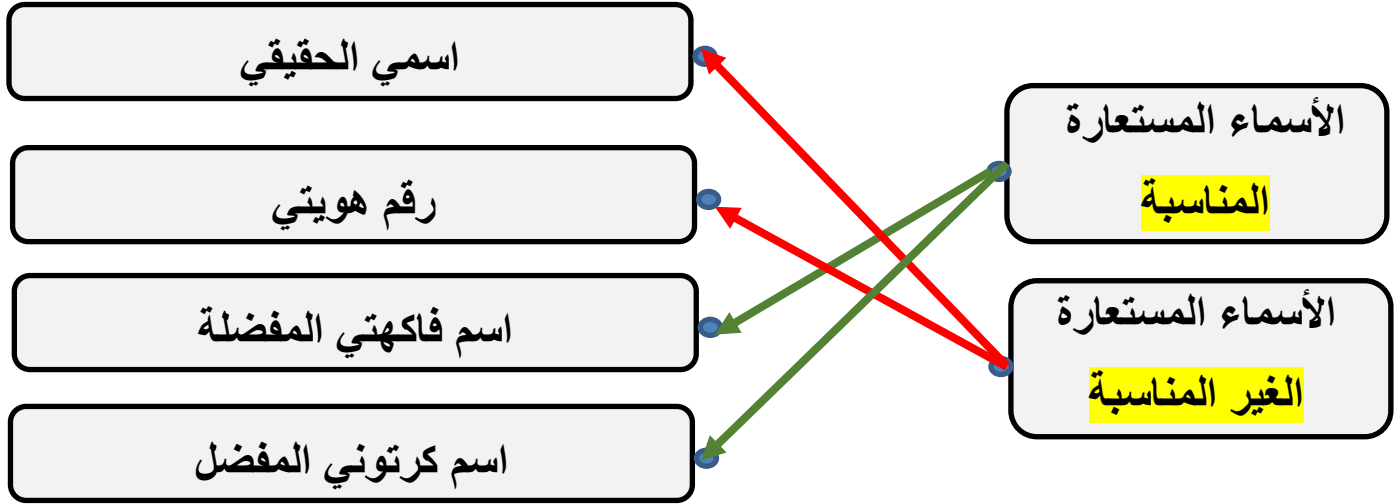 الأسماء المستعارة
المناسبة
الأسماء المستعارة
الغير المناسبة
اسمي الحقيقي
رقم هويتي
اسم فاكهتي المفضلة
اسم كرتوني المفضل